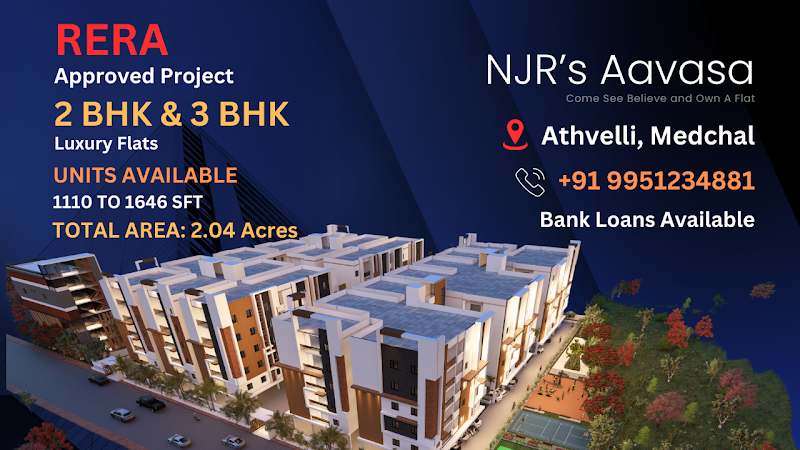 RERA
Approved Project
2 BHK & 3 BHK
Luxury Flats
UNITS AVAILABLE
1110 TO 1646 SFT
TOTAL AREA: 2.04 Acres
NJR's Aavasa
Come See Believe and Own A Flat
Athvelli, Medchal
+91 9951234881
Bank Loans Available